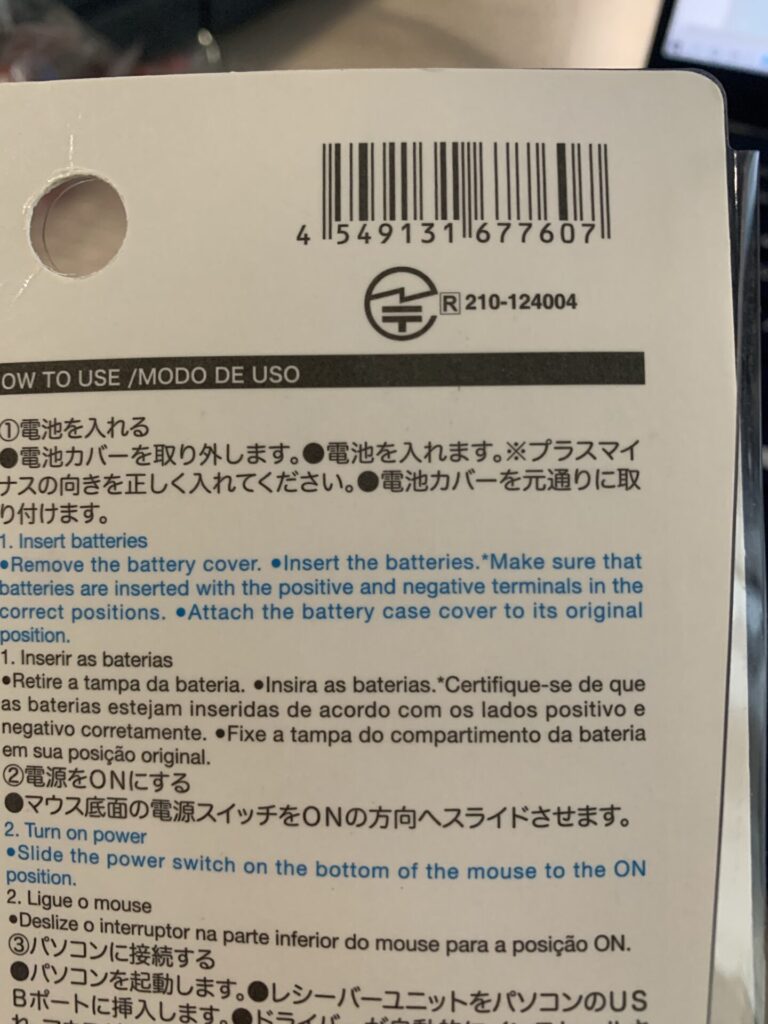 4 549131 677607
R 210-124004
OW TO USE /MODO DE USO
①電池を入れる
●電池カバーを取り外します。●電池を入れます。※プラスマイ
ナスの向きを正しく入れてください。●電池カバーを元通りに取
り付けます。
1. Insert batteries
●Remove the battery cover. ●Insert the batteries.*Make sure that
batteries are inserted with the positive and negative terminals in the
correct positions. ●Attach the battery case cover to its original
position.
1. Inserir as baterias
●Retire a tampa da bateria. ●Insira as baterias.*Certifique-se de que
as baterias estejam inseridas de acordo com os lados positivo e
negativo corretamente. ●Fixe a tampa do compartimento da bateria
em sua posição original.
②電源をONにする
●マウス底面の電源スイッチをONの方向へスライドさせます。
2. Turn on power
●Slide the power switch on the bottom of the mouse to the ON
position.
2. Ligue o mouse
●Deslize o interruptor na parte inferior do mouse para a posição ON.
③パソコンに接続する
●パソコンを起動します。●レシーバーユニットをパソコンのUS
Bポートに挿入します。●ドライバーが自動的に